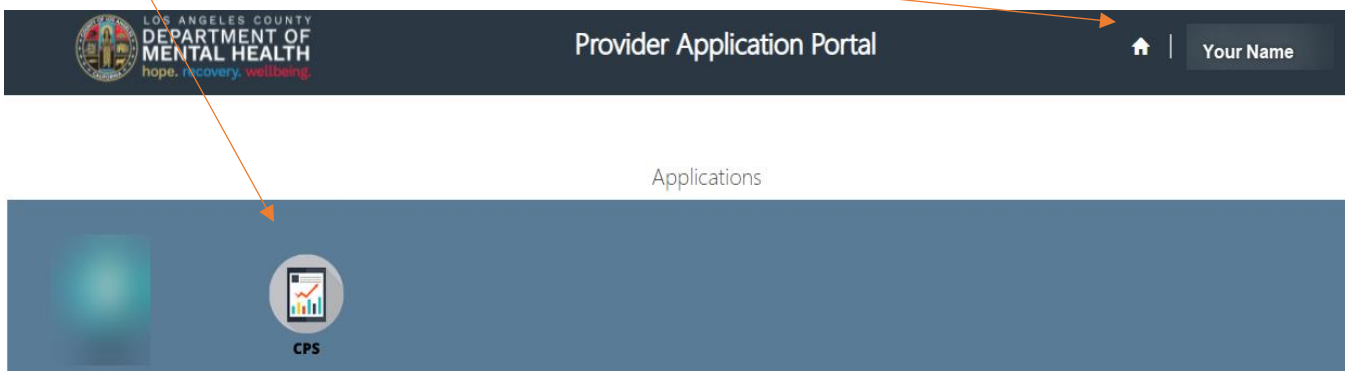 LOS ANGELES COUNTY
DEPARTMENT OF
MENTAL HEALTH
hope. recovery. wellbeing.
Provider Application Portal
| Your Name
Applications
CPS